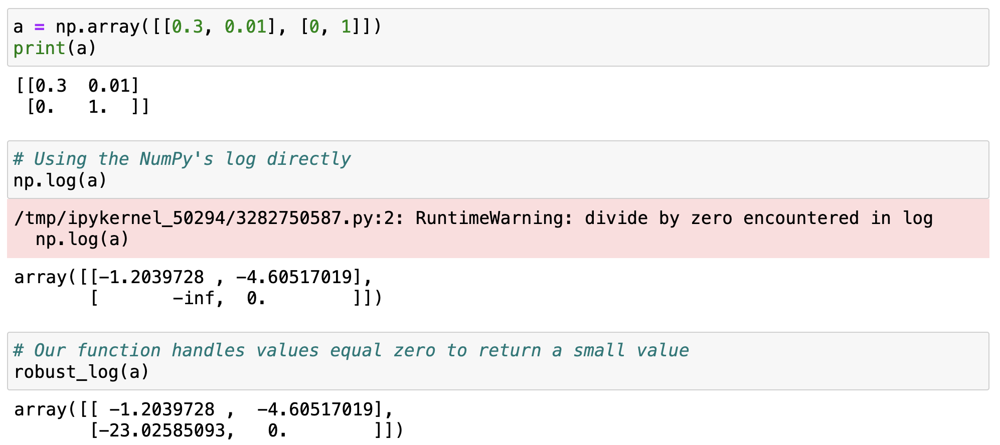 a = np.array([[0.3, 0.01], [0, 1]])
print(a)
[[0.3  0.01]
 [0.   1.  ]]
# Using the NumPy's log directly
np.log(a)
/tmp/ipykernel_50294/3282750587.py:2: RuntimeWarning: divide by zero encountered in log
  np.log(a)
array([[-1.2039728 , -4.60517019],
       [       -inf,  0.        ]])
# Our function handles values equal zero to return a small value
robust_log(a)
array([[ -1.2039728 ,  -4.60517019],
       [-23.02585093,   0.        ]])